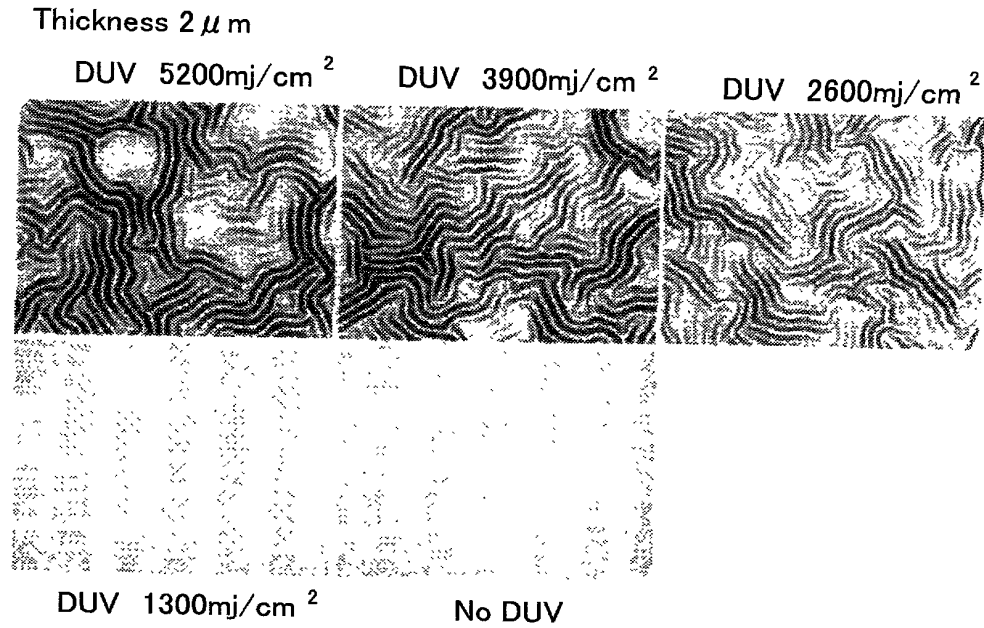 Thickness 2 μm
DUV 5200mj/cm²
DUV 3900mj/cm²
DUV 2600mj/cm²
DUV 1300mj/cm²
No DUV